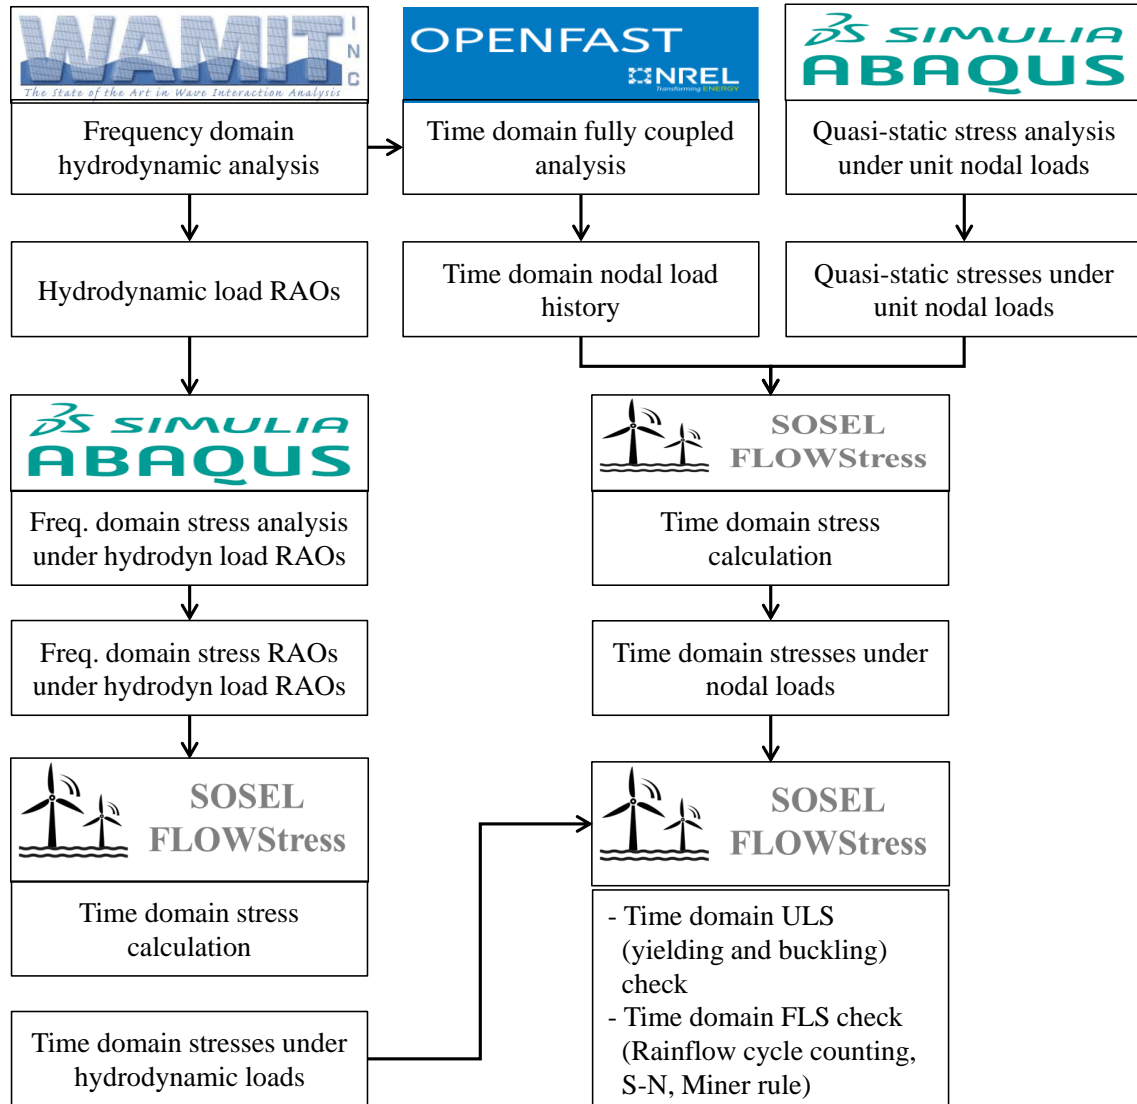 WAMIT
INC
The State of the Art in Wave Interaction Analysis
Frequency domain
hydrodynamic analysis
OPENFAST
NREL
Transforming ENERGY
Time domain fully coupled
analysis
SIMULIA
ABAQUS
Quasi-static stress analysis
under unit nodal loads
Hydrodynamic load RAOs
Time domain nodal load
history
Quasi-static stresses under
unit nodal loads
SIMULIA
ABAQUS
Freq. domain stress analysis
under hydrodyn load RAOs
SOSEL
FLOWStress
Time domain stress
calculation
Freq. domain stress RAOs
under hydrodyn load RAOs
Time domain stresses under
nodal loads
SOSEL
FLOWStress
Time domain stress
calculation
SOSEL
FLOWStress
- Time domain ULS
(yielding and buckling)
check
- Time domain FLS check
(Rainflow cycle counting,
S-N, Miner rule)
Time domain stresses under
hydrodynamic loads